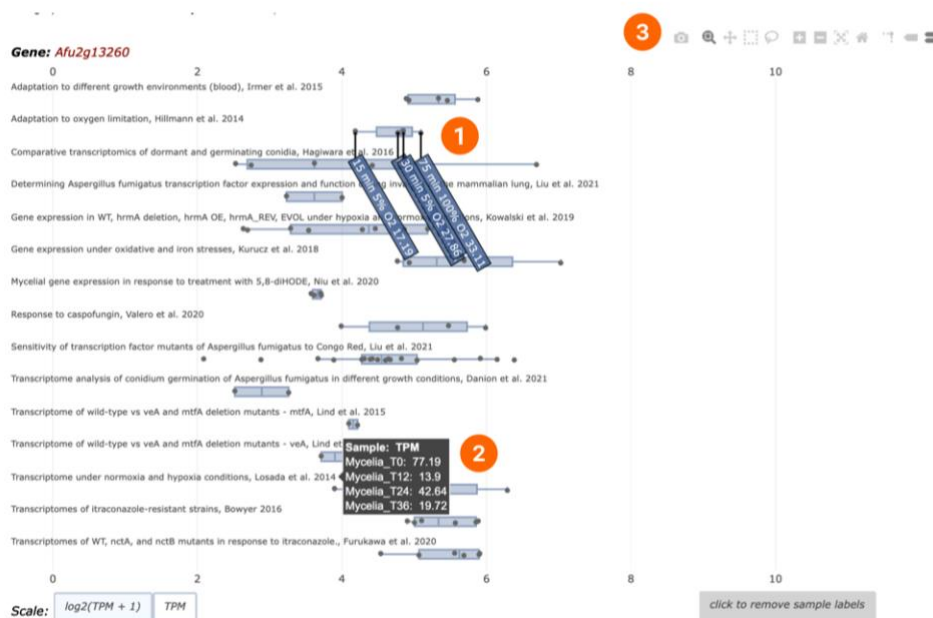 3
Gene: Afu2g13260
0 2 4 6 8 10
Adaptation to different growth environments (blood), Irmer et al. 2015
Adaptation to oxygen limitation, Hillmann et al. 2014
1
Comparative transcriptomics of dormant and germinating conidia, Hagiwara et al. 2016
15 min 5% O2 17.19
30 min 5% O2 27.86
75 min 100% O2 33.11
Determining Aspergillus fumigatus transcription factor expression and function ing inv he mammalian lung, Liu et al. 2021
Gene expression in WT, hrmA deletion, hrmA OE, hrmA_REV, EVOL under hypoxia a ormox ns, Kowalski et al. 2019
Gene expression under oxidative and iron stresses, Kurucz et al. 2018
Mycelial gene expression in response to treatment with 5,8-diHODE, Niu et al. 2020
Response to caspofungin, Valero et al. 2020
Sensitivity of transcription factor mutants of Aspergillus fumigatus to Congo Red, Liu et al. 2021
Transcriptome analysis of conidium germination of Aspergillus fumigatus in different growth conditions, Danion et al. 2021
Transcriptome of wild-type vs veA and mtfA deletion mutants - mtfA, Lind et al. 2015
Transcriptome of wild-type vs veA and mtfA deletion mutants - veA, Lind et
Sample: TPM
Mycelia_T0: 77.19
Mycelia_T12: 13.9
Mycelia_T24: 42.64
Mycelia_T36: 19.72
2
Transcriptome under normoxia and hypoxia conditions, Losada et al. 2014
Transcriptomes of itraconazole-resistant strains, Bowyer 2016
Transcriptomes of WT, nctA, and nctB mutants in response to itraconazole., Furukawa et al. 2020
0 2 4 6 8 10
Scale: log2(TPM + 1) TPM
click to remove sample labels